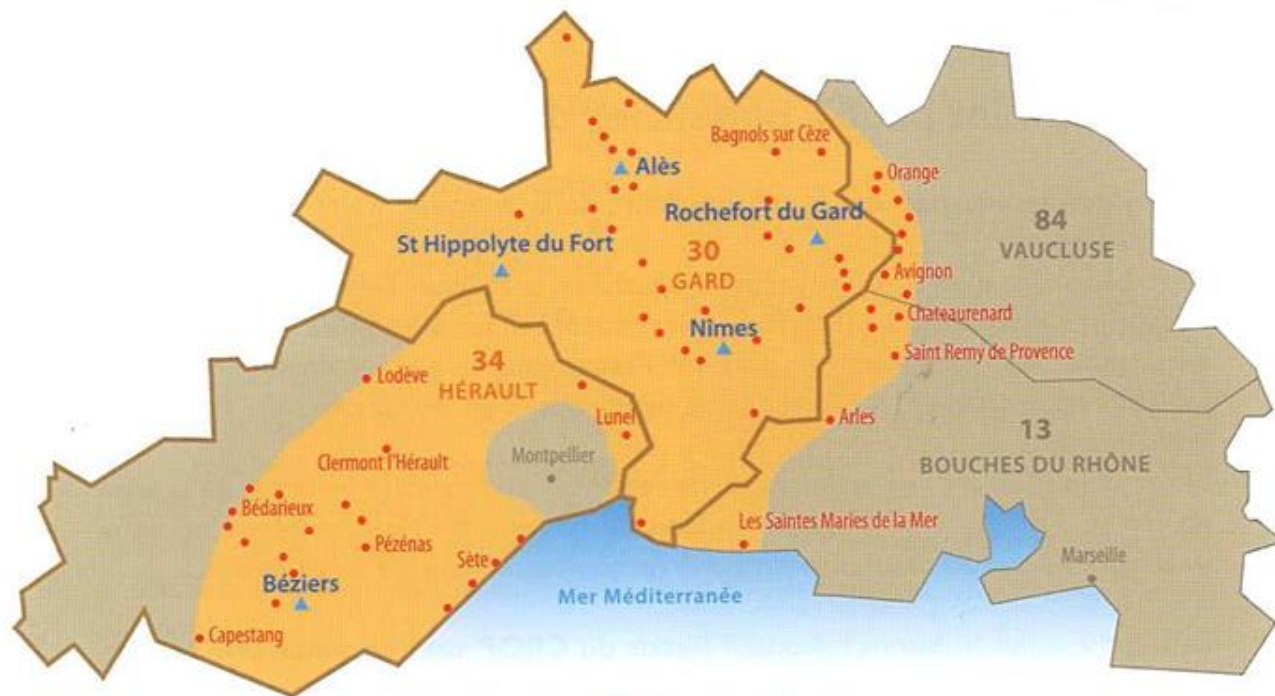 Bagnols sur Cèze
Alès
Orange
Rochefort du Gard
84
VAUCLUSE
St Hippolyte du Fort
30
GARD
Avignon
Chateaurenard
Nîmes
Saint Remy de Provence
34
HÉRAULT
Lodève
Lunel
Arles
13
BOUCHES DU RHÔNE
Clermont l'Hérault
Montpellier
Bédarieux
Pézénas
Les Saintes Maries de la Mer
Sète
Marseille
Béziers
Mer Méditerranée
Capestang